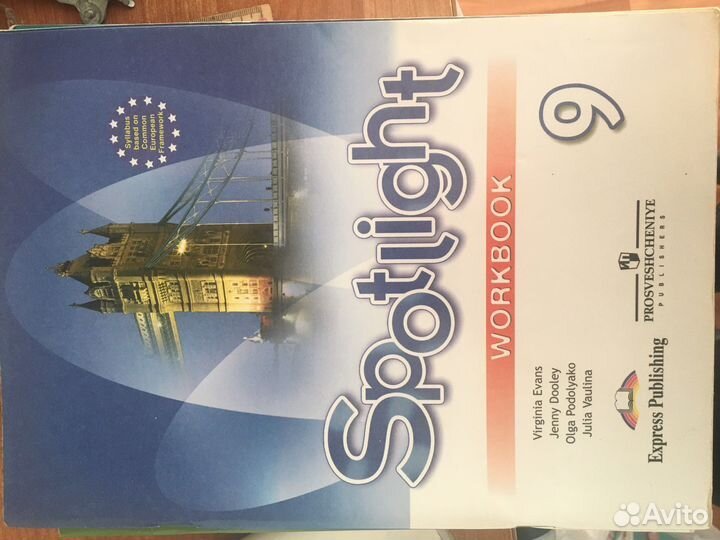 Syllabus
based on
Common
European
Framework
Spotlight
WORKBOOK
9
Virginia Evans
Jenny Dooley
Olga Podolyako
Julia Vaulina
Express Publishing
PROSVESHCHENIYE
PUBLISHERS
Avito